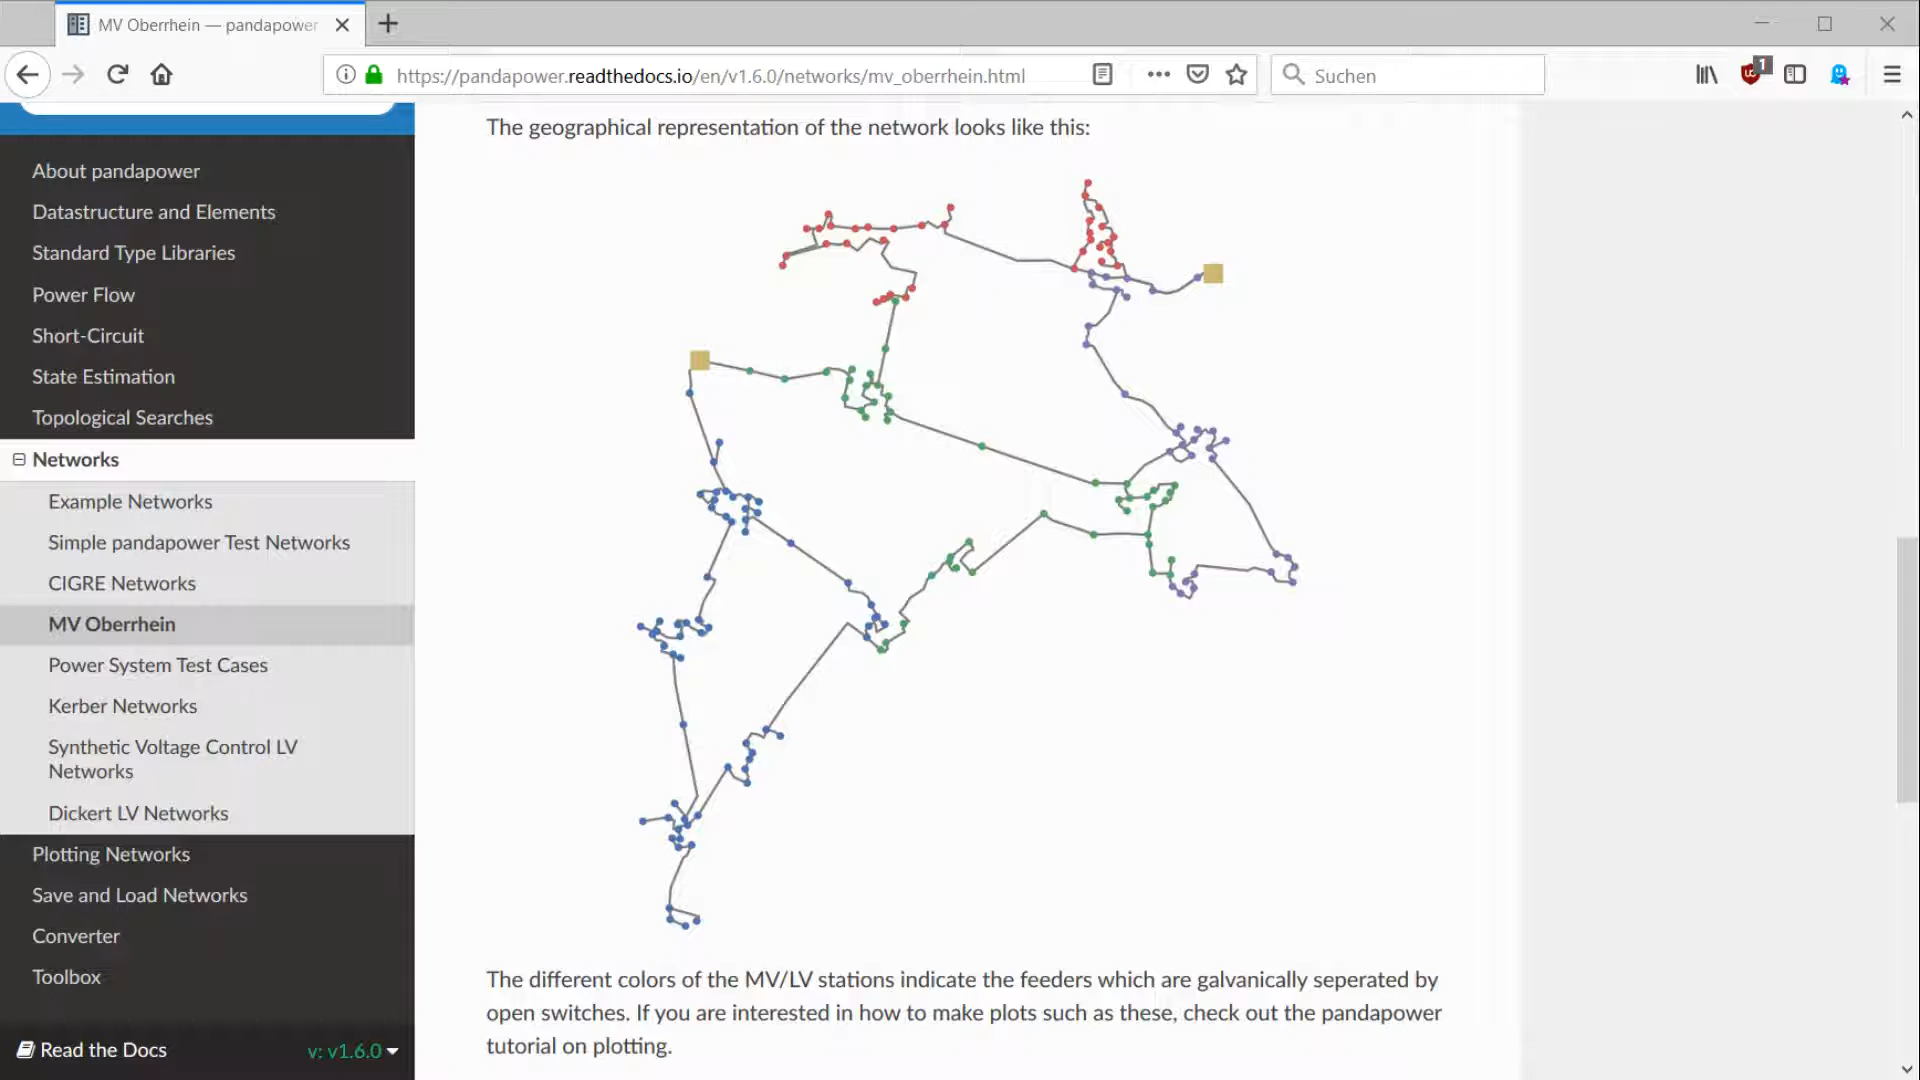 MV Oberrhein — pandapower
https://pandapower.readthedocs.io/en/v1.6.0/networks/mv_oberrhein.html
Suchen
1
The geographical representation of the network looks like this:
About pandapower
Datastructure and Elements
Standard Type Libraries
Power Flow
Short-Circuit
State Estimation
Topological Searches
Networks
Example Networks
Simple pandapower Test Networks
CIGRE Networks
MV Oberrhein
Power System Test Cases
Kerber Networks
Synthetic Voltage Control LV
Networks
Dickert LV Networks
Plotting Networks
Save and Load Networks
Converter
Toolbox
Read the Docs
v: v1.6.0
The different colors of the MV/LV stations indicate the feeders which are galvanically seperated by
open switches. If you are interested in how to make plots such as these, check out the pandapower
tutorial on plotting.